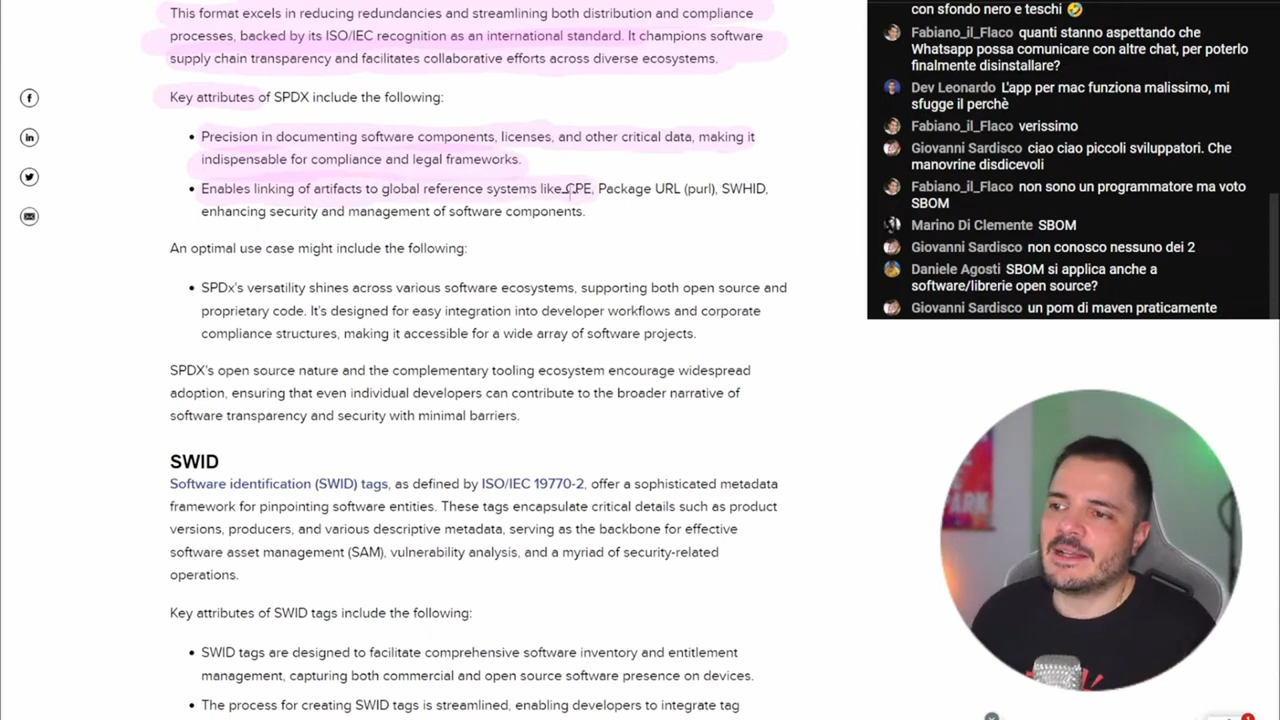 This format excels in reducing redundancies and streamlining both distribution and compliance
processes, backed by its ISO/IEC recognition as an international standard. It champions software
supply chain transparency and facilitates collaborative efforts across diverse ecosystems.
Key attributes of SPDX include the following:
• Precision in documenting software components, licenses, and other critical data, making it
indispensable for compliance and legal frameworks.
• Enables linking of artifacts to global reference systems like CPE, Package URL (purl), SWHID,
enhancing security and management of software components.
An optimal use case might include the following:
• SPDx's versatility shines across various software ecosystems, supporting both open source and
proprietary code. It's designed for easy integration into developer workflows and corporate
compliance structures, making it accessible for a wide array of software projects.
SPDX's open source nature and the complementary tooling ecosystem encourage widespread
adoption, ensuring that even individual developers can contribute to the broader narrative of
software transparency and security with minimal barriers.
SWID
Software identification (SWID) tags, as defined by ISO/IEC 19770-2, offer a sophisticated metadata
framework for pinpointing software entities. These tags encapsulate critical details such as product
versions, producers, and various descriptive metadata, serving as the backbone for effective
software asset management (SAM), vulnerability analysis, and a myriad of security-related
operations.
Key attributes of SWID tags include the following:
• SWID tags are designed to facilitate comprehensive software inventory and entitlement
management, capturing both commercial and open source software presence on devices.
• The process for creating SWID tags is streamlined, enabling developers to integrate tag
con sfondo nero e teschi 🤣
Fabiano_il_Flaco quanti stanno aspettando che
Whatsapp possa comunicare con altre chat, per poterlo
finalmente disinstallare?
Dev Leonardo L'app per mac funziona malissimo, mi
sfugge il perchè
Fabiano_il_Flaco verissimo
Giovanni Sardisco ciao ciao piccoli sviluppatori. Che
manovrine disdicevoli
Fabiano_il_Flaco non sono un programmatore ma voto
SBOM
Marino Di Clemente SBOM
Giovanni Sardisco non conosco nessuno dei 2
Daniele Agosti SBOM si applica anche a
software/librerie open source?
Giovanni Sardisco un pom di maven praticamente